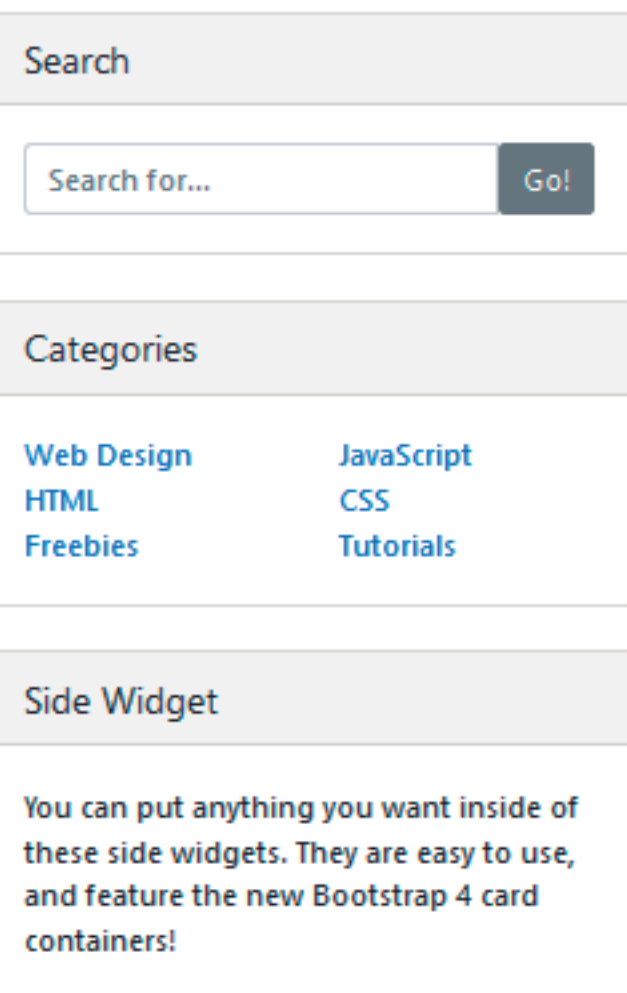 Search
Search for... Go!
Categories
Web Design JavaScript
HTML CSS
Freebies Tutorials
Side Widget
You can put anything you want inside of
these side widgets. They are easy to use,
and feature the new Bootstrap 4 card
containers!